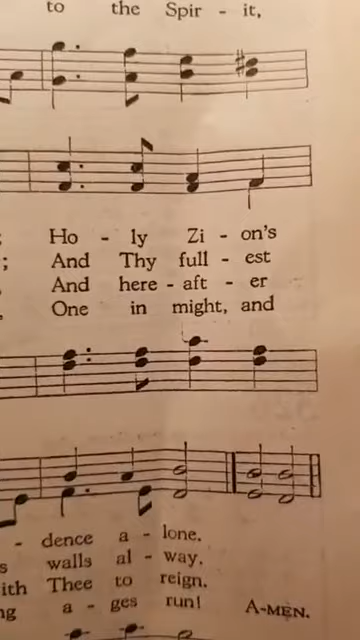 to the Spir - it,
; Ho - ly Zi - on's
; And Thy full - est
And here - aft - er
, One in might, and
- dence a - lone.
s walls al - way.
ith Thee to reign.
ng a - ges run! A-MEN.